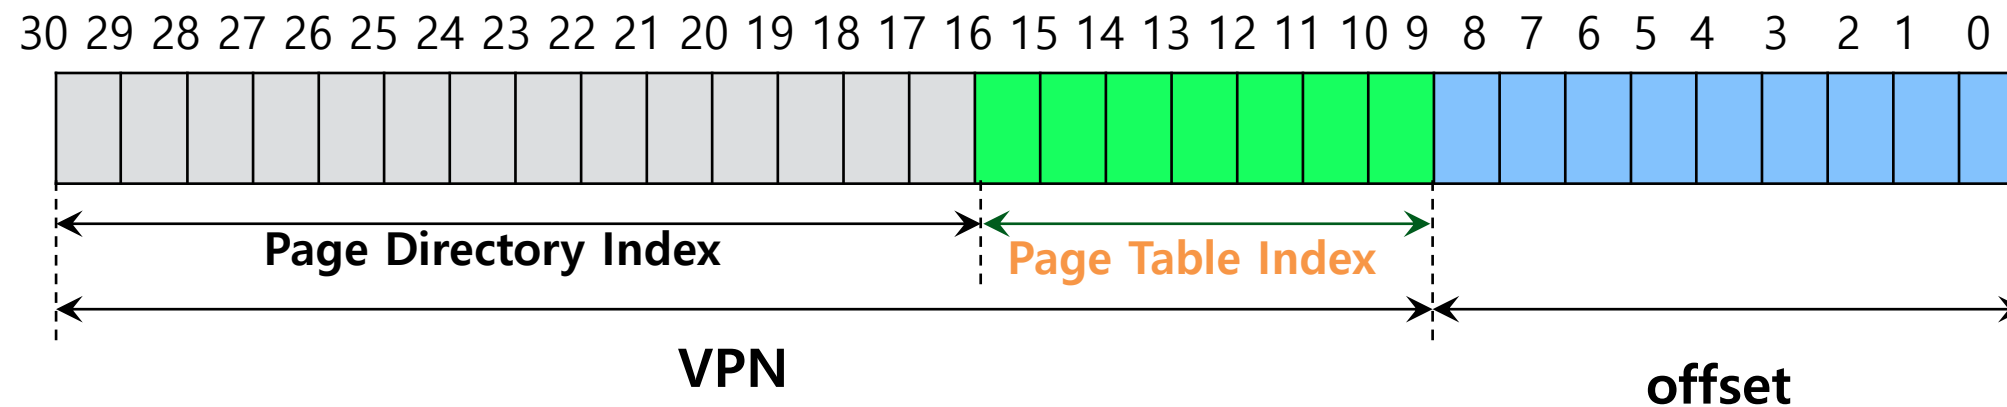 30 29 28 27 26 25 24 23 22 21 20 19 18 17 16 15 14 13 12 11 10 9 8 7 6 5 4 3 2 1 0
Page Directory Index
Page Table Index
VPN
offset